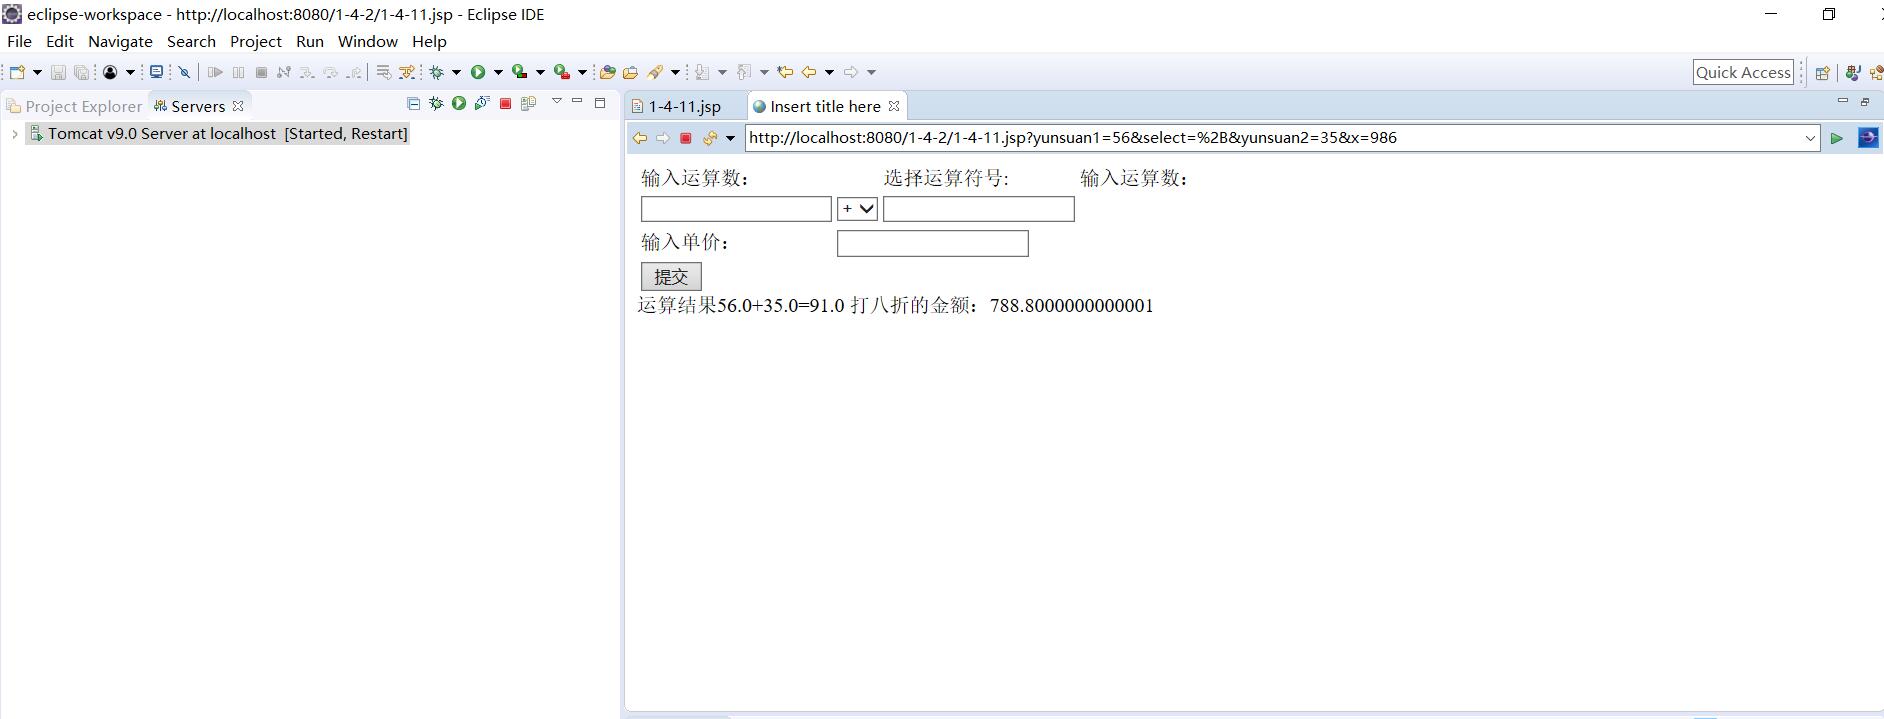 eclipse-workspace - http://localhost:8080/1-4-2/1-4-11.jsp - Eclipse IDE
File Edit Navigate Search Project Run Window Help
Quick Access
Project Explorer Servers
1-4-11.jsp Insert title here
Tomcat v9.0 Server at localhost [Started, Restart]
http://localhost:8080/1-4-2/1-4-11.jsp?yunsuan1=56&select=%2B&yunsuan2=35&x=986
输入运算数： 选择运算符号: 输入运算数：
+
输入单价：
提交
运算结果56.0+35.0=91.0 打八折的金额：788.8000000000001